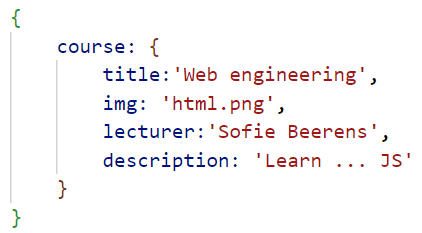 {
    course: {
        title:'Web engineering',
        img: 'html.png',
        lecturer:'Sofie Beerens',
        description: 'Learn ... JS'
    }
}